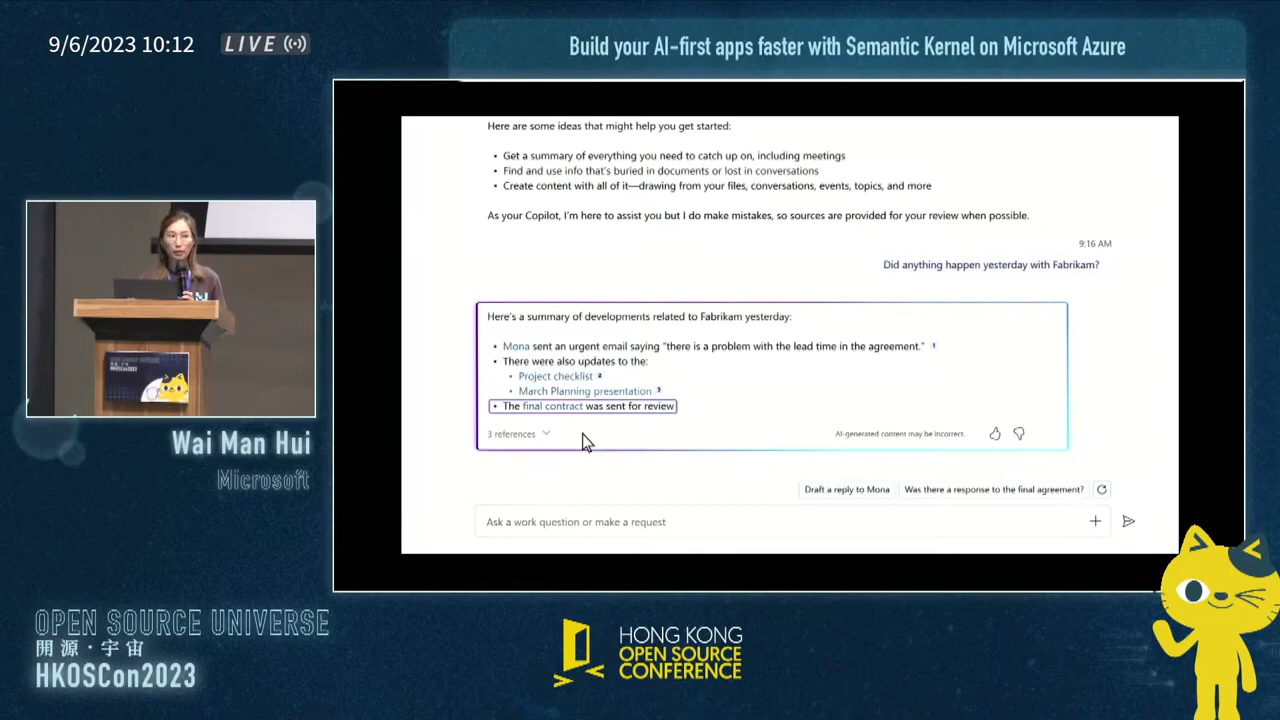 9/6/2023 10:12
LIVE
Build your AI-first apps faster with Semantic Kernel on Microsoft Azure
Here are some ideas that might help you get started:
• Get a summary of everything you need to catch up on, including meetings
• Find and use info that's buried in documents or lost in conversations
• Create content with all of it—drawing from your files, conversations, events, topics, and more
As your Copilot, I'm here to assist you but I do make mistakes, so sources are provided for your review when possible.
9:16 AM
Did anything happen yesterday with Fabrikam?
Here's a summary of developments related to Fabrikam yesterday:
• Mona sent an urgent email saying "there is a problem with the lead time in the agreement." 1
• There were also updates to the:
• Project checklist 2
• March Planning presentation 3
• The final contract was sent for review
3 references
AI-generated content may be incorrect.
Draft a reply to Mona
Was there a response to the final agreement?
Ask a work question or make a request
OPEN SOURCE UNIVERSE
HKOSCon2023
Wai Man Hui
Microsoft
OPEN SOURCE UNIVERSE
開源·宇宙
HKOSCon2023
HONG KONG
OPEN SOURCE
CONFERENCE